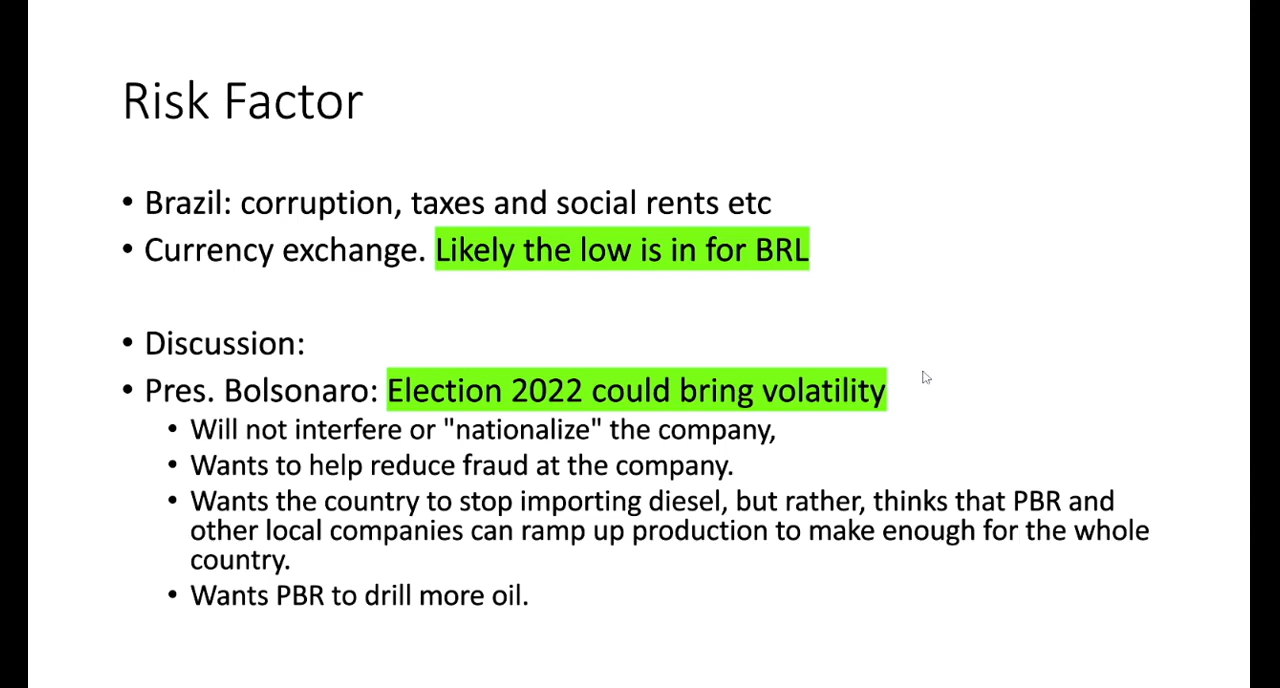 Risk Factor
• Brazil: corruption, taxes and social rents etc
• Currency exchange. Likely the low is in for BRL
• Discussion:
• Pres. Bolsonaro: Election 2022 could bring volatility
• Will not interfere or "nationalize" the company,
• Wants to help reduce fraud at the company.
• Wants the country to stop importing diesel, but rather, thinks that PBR and
other local companies can ramp up production to make enough for the whole
country.
• Wants PBR to drill more oil.